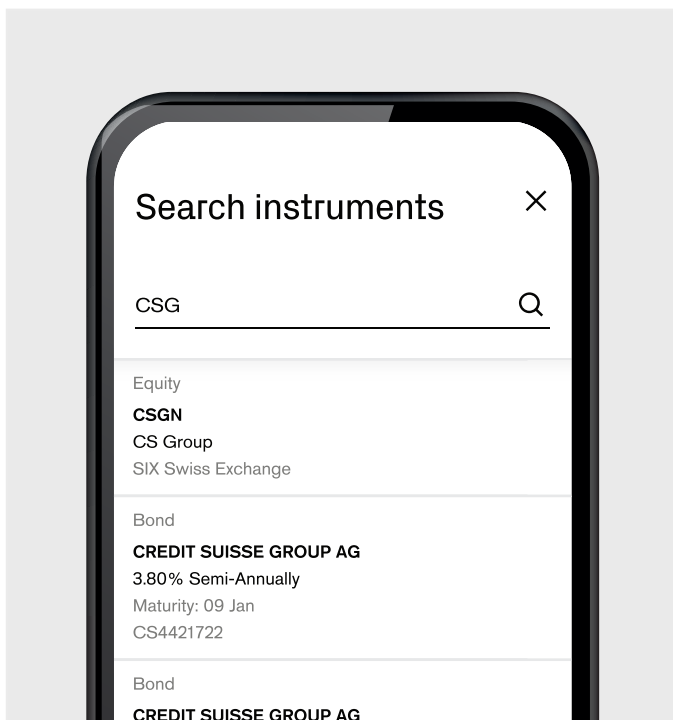 Search instruments
CSG
Equity
CSGN
CS Group
SIX Swiss Exchange
Bond
CREDIT SUISSE GROUP AG
3.80% Semi-Annually
Maturity: 09 Jan
CS4421722
Bond
CREDIT SUISSE GROUP AG